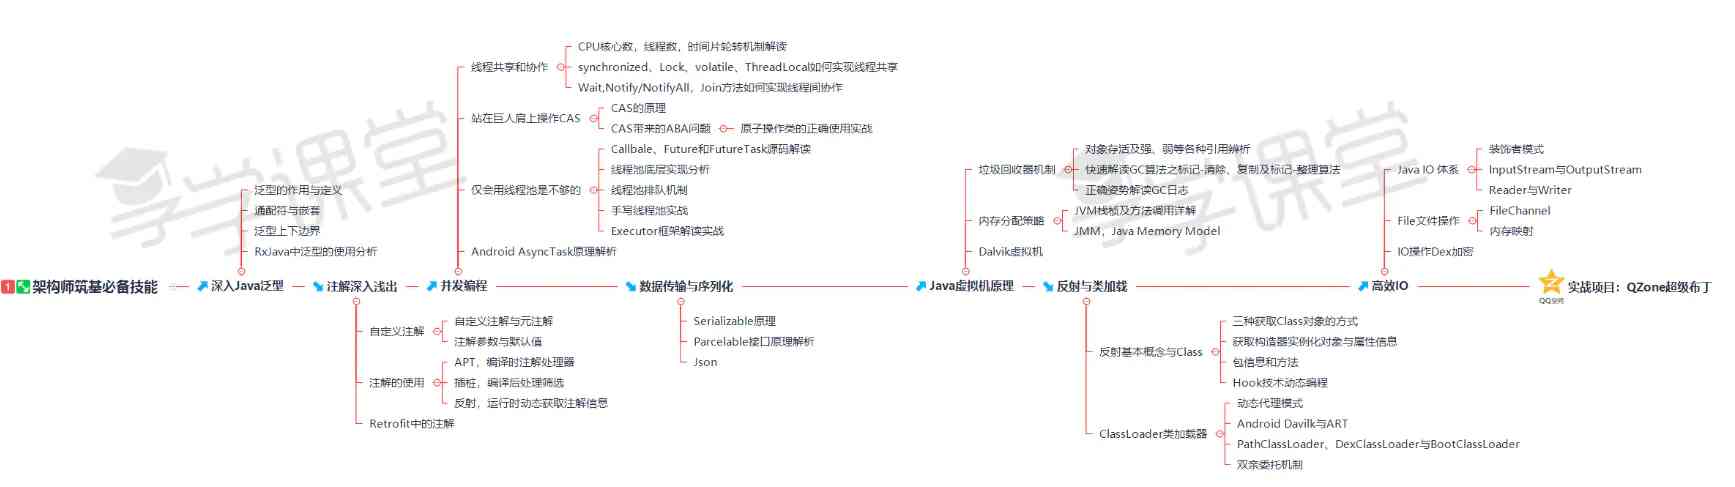 1 架构师筑基必备技能
深入Java泛型
泛型的作用与定义
通配符与嵌套
泛型上下边界
RxJava中泛型的使用分析
注解深入浅出
自定义注解
自定义注解与元注解
注解参数与默认值
注解的使用
APT，编译时注解处理器
插桩，编译后处理筛选
反射，运行时动态获取注解信息
Retrofit中的注解
并发编程
线程共享和协作
CPU核心数，线程数，时间片轮转机制解读
synchronized、Lock、volatile、ThreadLocal如何实现线程共享
Wait,Notify/NotifyAll，Join方法如何实现线程间协作
站在巨人肩上操作CAS
CAS的原理
CAS带来的ABA问题
原子操作类的正确使用实战
仅会用线程池是不够的
Callbale、Future和FutureTask源码解读
线程池底层实现分析
线程池排队机制
手写线程池实战
Executor框架解读实战
Android AsyncTask原理解析
数据传输与序列化
Serializable原理
Parcelable接口原理解析
Json
Java虚拟机原理
垃圾回收器机制
对象存活及强、弱等各种引用辨析
快速解读GC算法之标记-清除、复制及标记-整理算法
正确姿势解读GC日志
内存分配策略
JVM栈桢及方法调用详解
JMM，Java Memory Model
Dalvik虚拟机
反射与类加载
反射基本概念与Class
三种获取Class对象的方式
获取构造器实例化对象与属性信息
包信息和方法
Hook技术动态编程
ClassLoader类加载器
动态代理模式
Android Davilk与ART
PathClassLoader、DexClassLoader与BootClassLoader
双亲委托机制
高效IO
Java IO 体系
装饰者模式
InputStream与OutputStream
Reader与Writer
File文件操作
FileChannel
内存映射
IO操作Dex加密
QQ空间
实战项目：QZone超级布丁
享学课堂
享学课堂